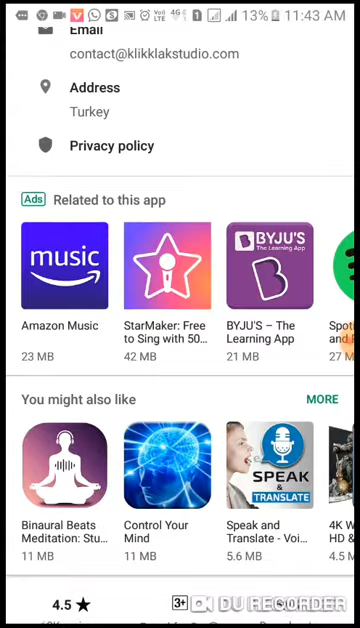 13% 11:43 AM
Email
contact@klikklakstudio.com
Address
Turkey
Privacy policy
Ads Related to this app
music
BYJU'S
The Learning App
Amazon Music
StarMaker: Free
to Sing with 50...
BYJU'S – The
Learning App
23 MB
42 MB
21 MB
27 M
You might also like
MORE
SPEAK
&
TRANSLATE
Binaural Beats
Meditation: Stu...
Control Your
Mind
Speak and
Translate - Voi...
4K W
HD &
11 MB
11 MB
5.6 MB
4.5 M
4.5
3+
DU RECORDER